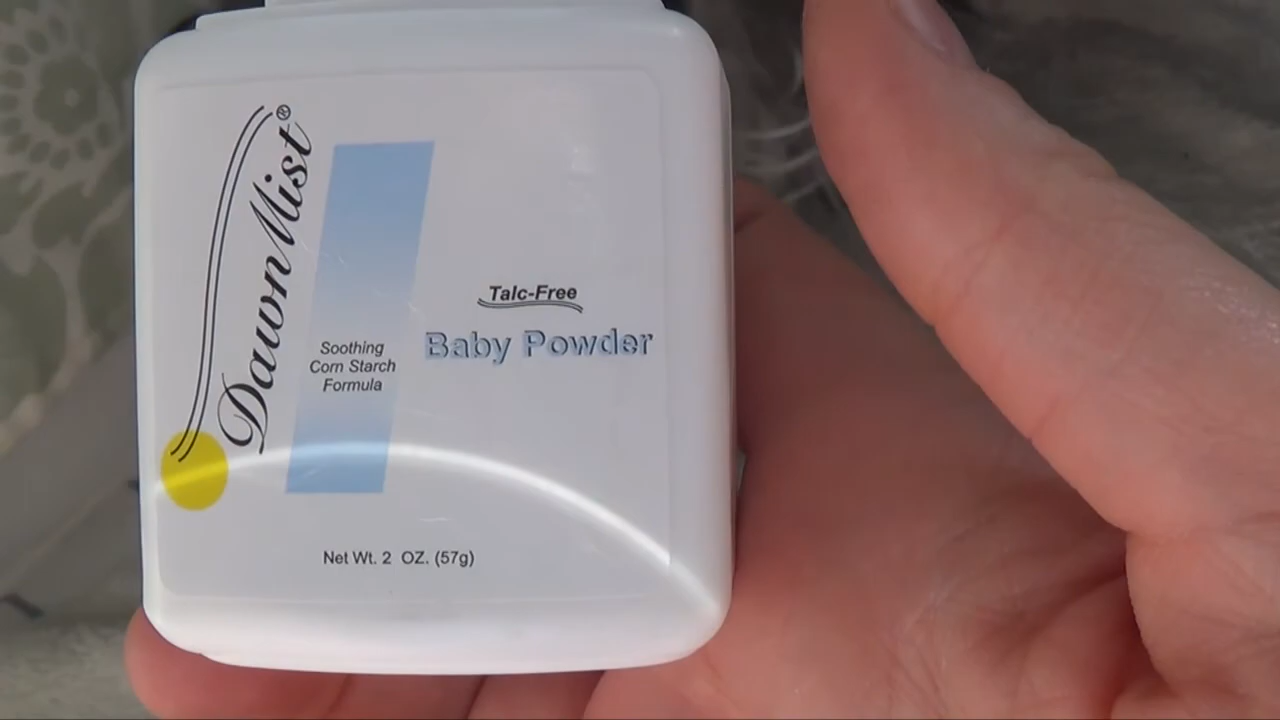 DawnMist®
Soothing
Corn Starch
Formula
Talc-Free
Baby Powder
Net Wt. 2 OZ. (57g)